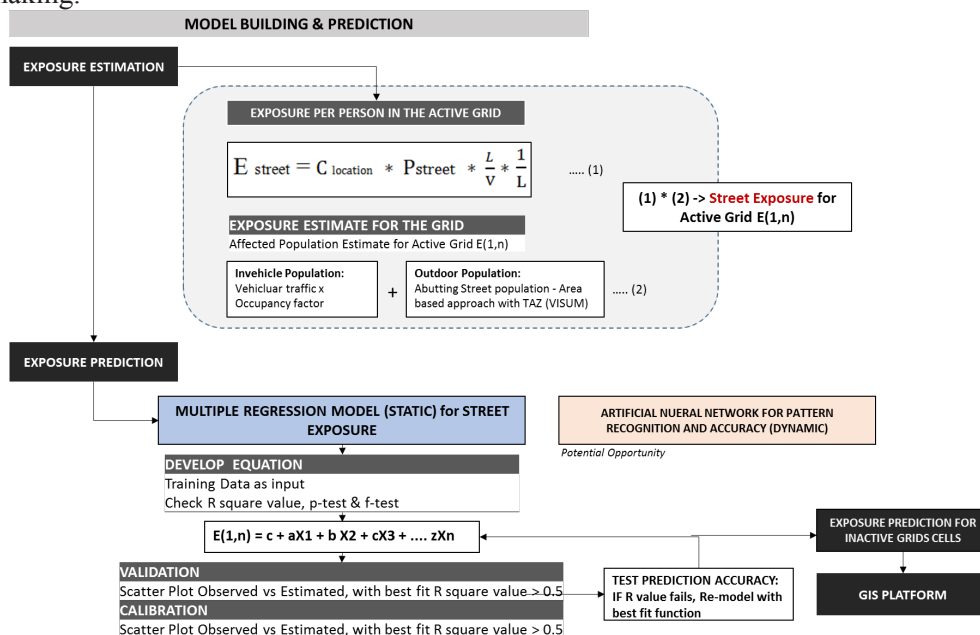 making.
MODEL BUILDING & PREDICTION
EXPOSURE ESTIMATION
EXPOSURE PER PERSON IN THE ACTIVE GRID
E street = C location * Pstreet * L/V * 1/L
..... (1)
(1) * (2) -> Street Exposure for
Active Grid E(1,n)
EXPOSURE ESTIMATE FOR THE GRID
Affected Population Estimate for Active Grid E(1,n)
Invehicle Population:
Vehicluar traffic x
Occupancy factor
+
Outdoor Population:
Abutting Street population - Area
based approach with TAZ (VISUM)
..... (2)
EXPOSURE PREDICTION
MULTIPLE REGRESSION MODEL (STATIC) for STREET
EXPOSURE
ARTIFICIAL NUERAL NETWORK FOR PATTERN
RECOGNITION AND ACCURACY (DYNAMIC)
Potential Opportunity
DEVELOP EQUATION
Training Data as input
Check R square value, p-test & f-test
E(1,n) = c + aX1 + b X2 + cX3 + .... zXn
EXPOSURE PREDICTION FOR
INACTIVE GRIDS CELLS
GIS PLATFORM
VALIDATION
Scatter Plot Observed vs Estimated, with best fit R square value > 0.5
CALIBRATION
Scatter Plot Observed vs Estimated, with best fit R square value > 0.5
TEST PREDICTION ACCURACY:
IF R value fails, Re-model with
best fit function